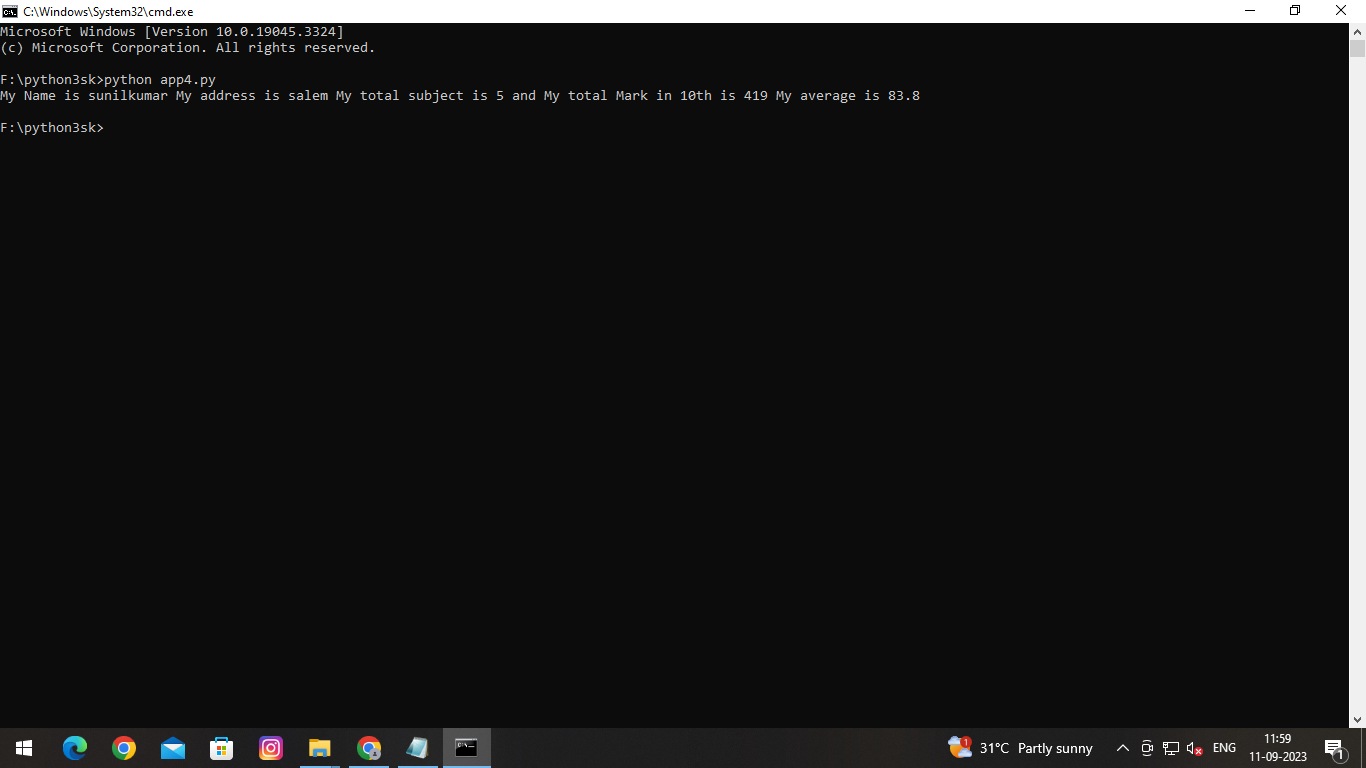 C:\Windows\System32\cmd.exe
Microsoft Windows [Version 10.0.19045.3324]
(c) Microsoft Corporation. All rights reserved.
F:\python3sk>python app4.py
My Name is sunilkumar My address is salem My total subject is 5 and My total Mark in 10th is 419 My average is 83.8
F:\python3sk>
1 31°C Partly sunny ENG 11:59
11-09-2023 1